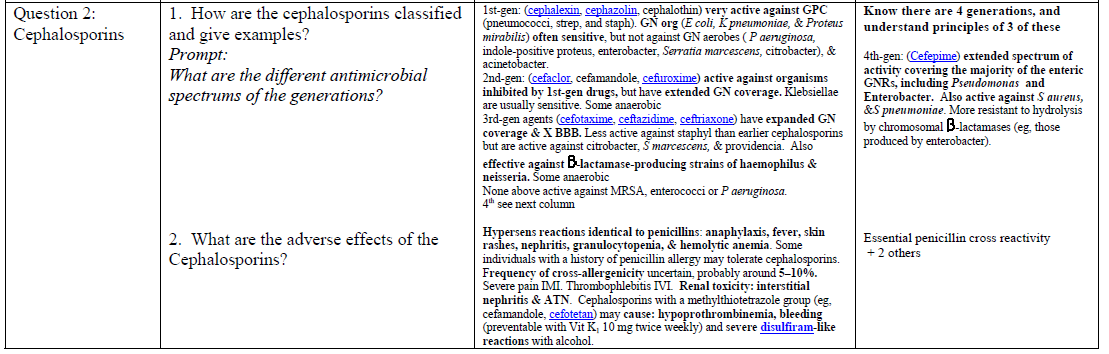 Question 2:
Cephalosporins
1. How are the cephalosporins classified
and give examples?
Prompt:
What are the different antimicrobial
spectrums of the generations?
1st-gen: (cephalexin, cephazolin, cephalothin) very active against GPC
(pneumococci, strep, and staph). GN org (E coli, K pneumoniae, & Proteus
mirabilis) often sensitive, but not against GN aerobes ( P aeruginosa,
indole-positive proteus, enterobacter, Serratia marcescens, citrobacter), &
acinetobacter.
2nd-gen: (cefaclor, cefamandole, cefuroxime) active against organisms
inhibited by 1st-gen drugs, but have extended GN coverage. Klebsiellae
are usually sensitive. Some anaerobic
3rd-gen agents (cefotaxime, ceftazidime, ceftriaxone) have expanded GN
coverage & X BBB. Less active against staphyl than earlier cephalosporins
but are active against citrobacter, S marcescens, & providencia. Also
effective against β-lactamase-producing strains of haemophilus &
neisseria. Some anaerobic
None above active against MRSA, enterococci or P aeruginosa.
4th see next column
Know there are 4 generations, and
understand principles of 3 of these
4th-gen: (Cefepime) extended spectrum of
activity covering the majority of the enteric
GNRs, including Pseudomonas and
Enterobacter. Also active against S aureus,
&S pneumoniae. More resistant to hydrolysis
by chromosomal β-lactamases (eg, those
produced by enterobacter).
2. What are the adverse effects of the
Cephalosporins?
Hypersens reactions identical to penicillins: anaphylaxis, fever, skin
rashes, nephritis, granulocytopenia, & hemolytic anemia. Some
individuals with a history of penicillin allergy may tolerate cephalosporins.
Frequency of cross-allergenicity uncertain, probably around 5–10%.
Severe pain IMI. Thrombophlebitis IVI. Renal toxicity: interstitial
nephritis & ATN. Cephalosporins with a methylthiotetrazole group (eg,
cefamandole, cefotetan) may cause: hypoprothrombinemia, bleeding
(preventable with Vit K1 10 mg twice weekly) and severe disulfiram-like
reactions with alcohol.
Essential penicillin cross reactivity
+ 2 others